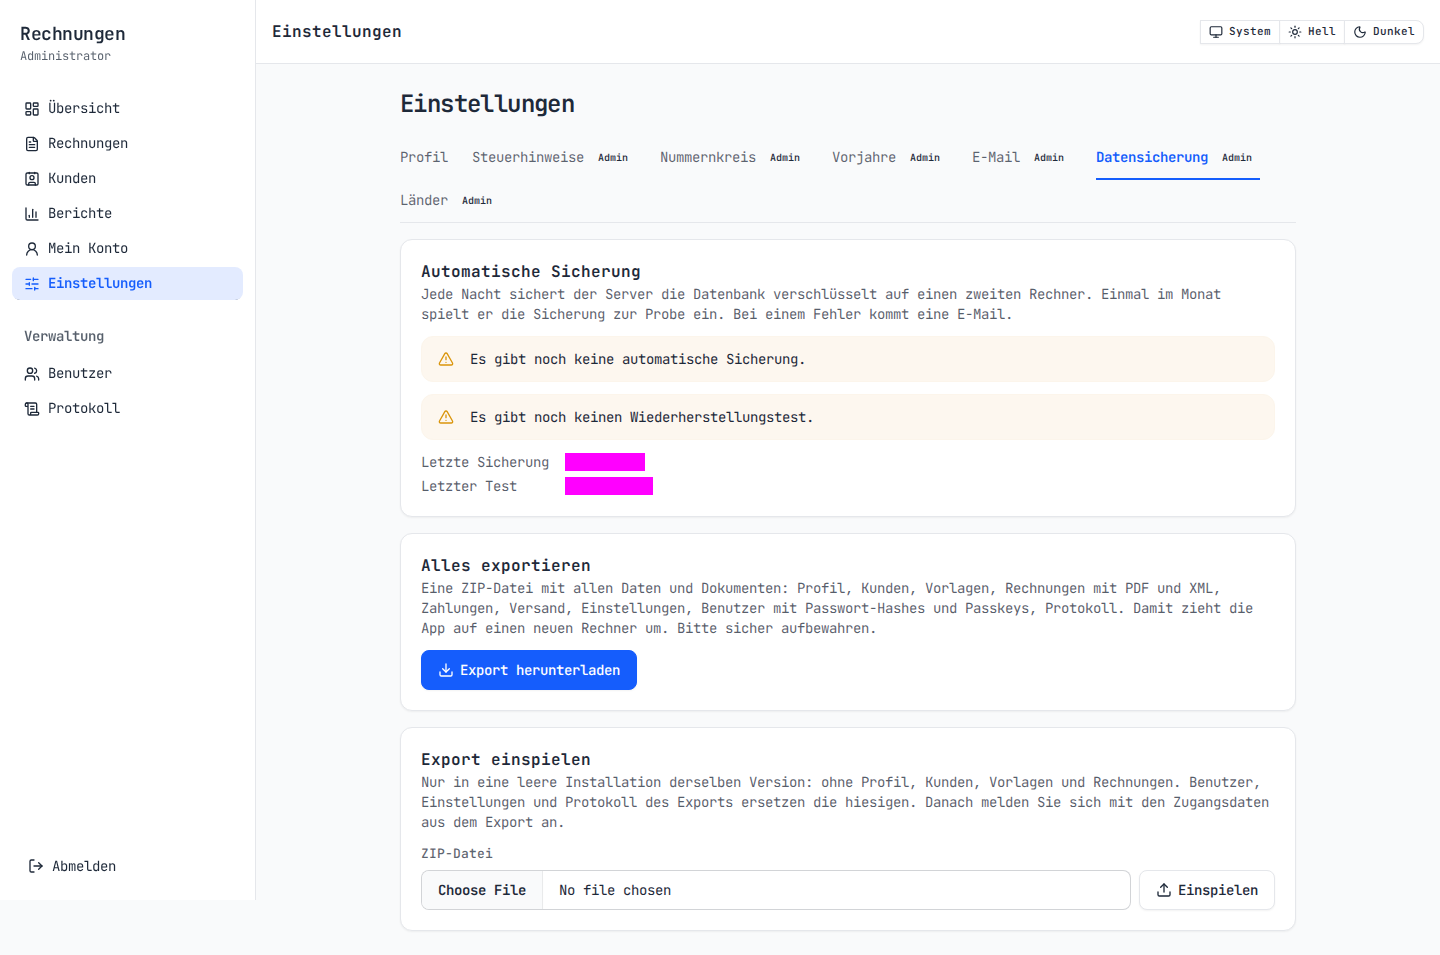 Rechnungen
Administrator
Übersicht
Rechnungen
Kunden
Berichte
Mein Konto
Einstellungen
Verwaltung
Benutzer
Protokoll
Abmelden
Einstellungen
System
Hell
Dunkel
Einstellungen
Profil
Steuerhinweise Admin
Nummernkreis Admin
Vorjahre Admin
E-Mail Admin
Datensicherung Admin
Länder Admin
Automatische Sicherung
Jede Nacht sichert der Server die Datenbank verschlüsselt auf einen zweiten Rechner. Einmal im Monat
spielt er die Sicherung zur Probe ein. Bei einem Fehler kommt eine E-Mail.
Es gibt noch keine automatische Sicherung.
Es gibt noch keinen Wiederherstellungstest.
Letzte Sicherung
Letzter Test
Alles exportieren
Eine ZIP-Datei mit allen Daten und Dokumenten: Profil, Kunden, Vorlagen, Rechnungen mit PDF und XML,
Zahlungen, Versand, Einstellungen, Benutzer mit Passwort-Hashes und Passkeys, Protokoll. Damit zieht die
App auf einen neuen Rechner um. Bitte sicher aufbewahren.
Export herunterladen
Export einspielen
Nur in eine leere Installation derselben Version: ohne Profil, Kunden, Vorlagen und Rechnungen. Benutzer,
Einstellungen und Protokoll des Exports ersetzen die hiesigen. Danach melden Sie sich mit den Zugangsdaten
aus dem Export an.
ZIP-Datei
Choose File No file chosen
Einspielen